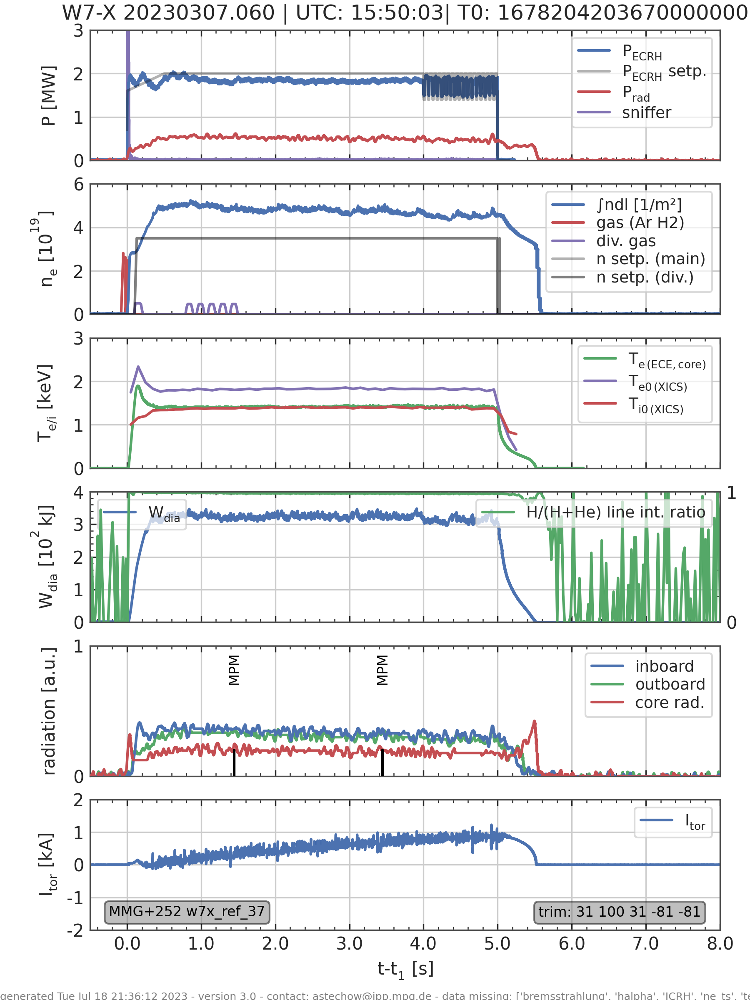 W7-X 20230307.060 | UTC: 15:50:03| T0: 1678204203670000000
P [MW]
3
2
1
0
P_ECRH
P_ECRH setp.
P_rad
sniffer
n_e [10^19]
6
4
2
0
∫ndl [1/m²]
gas (Ar H2)
div. gas
n setp. (main)
n setp. (div.)
T_e/i [keV]
3
2
1
0
T_e (ECE, core)
T_e0 (XICS)
T_i0 (XICS)
W_dia [10^2 kJ]
4
3
2
1
0
W_dia
H/(H+He) line int. ratio
1
0
radiation [a.u.]
1
0
MPM
MPM
inboard
outboard
core rad.
I_tor [kA]
2
1
0
-1
-2
I_tor
MMG+252 w7x_ref_37
trim: 31 100 31 -81 -81
0.0 1.0 2.0 3.0 4.0 5.0 6.0 7.0 8.0
t-t_1 [s]
generated Tue Jul 18 21:36:12 2023 - version 3.0 - contact: astechow@ipp.mpg.de - data missing: ['bremsstrahlung', 'halpha', 'ICRH', 'ne_ts',